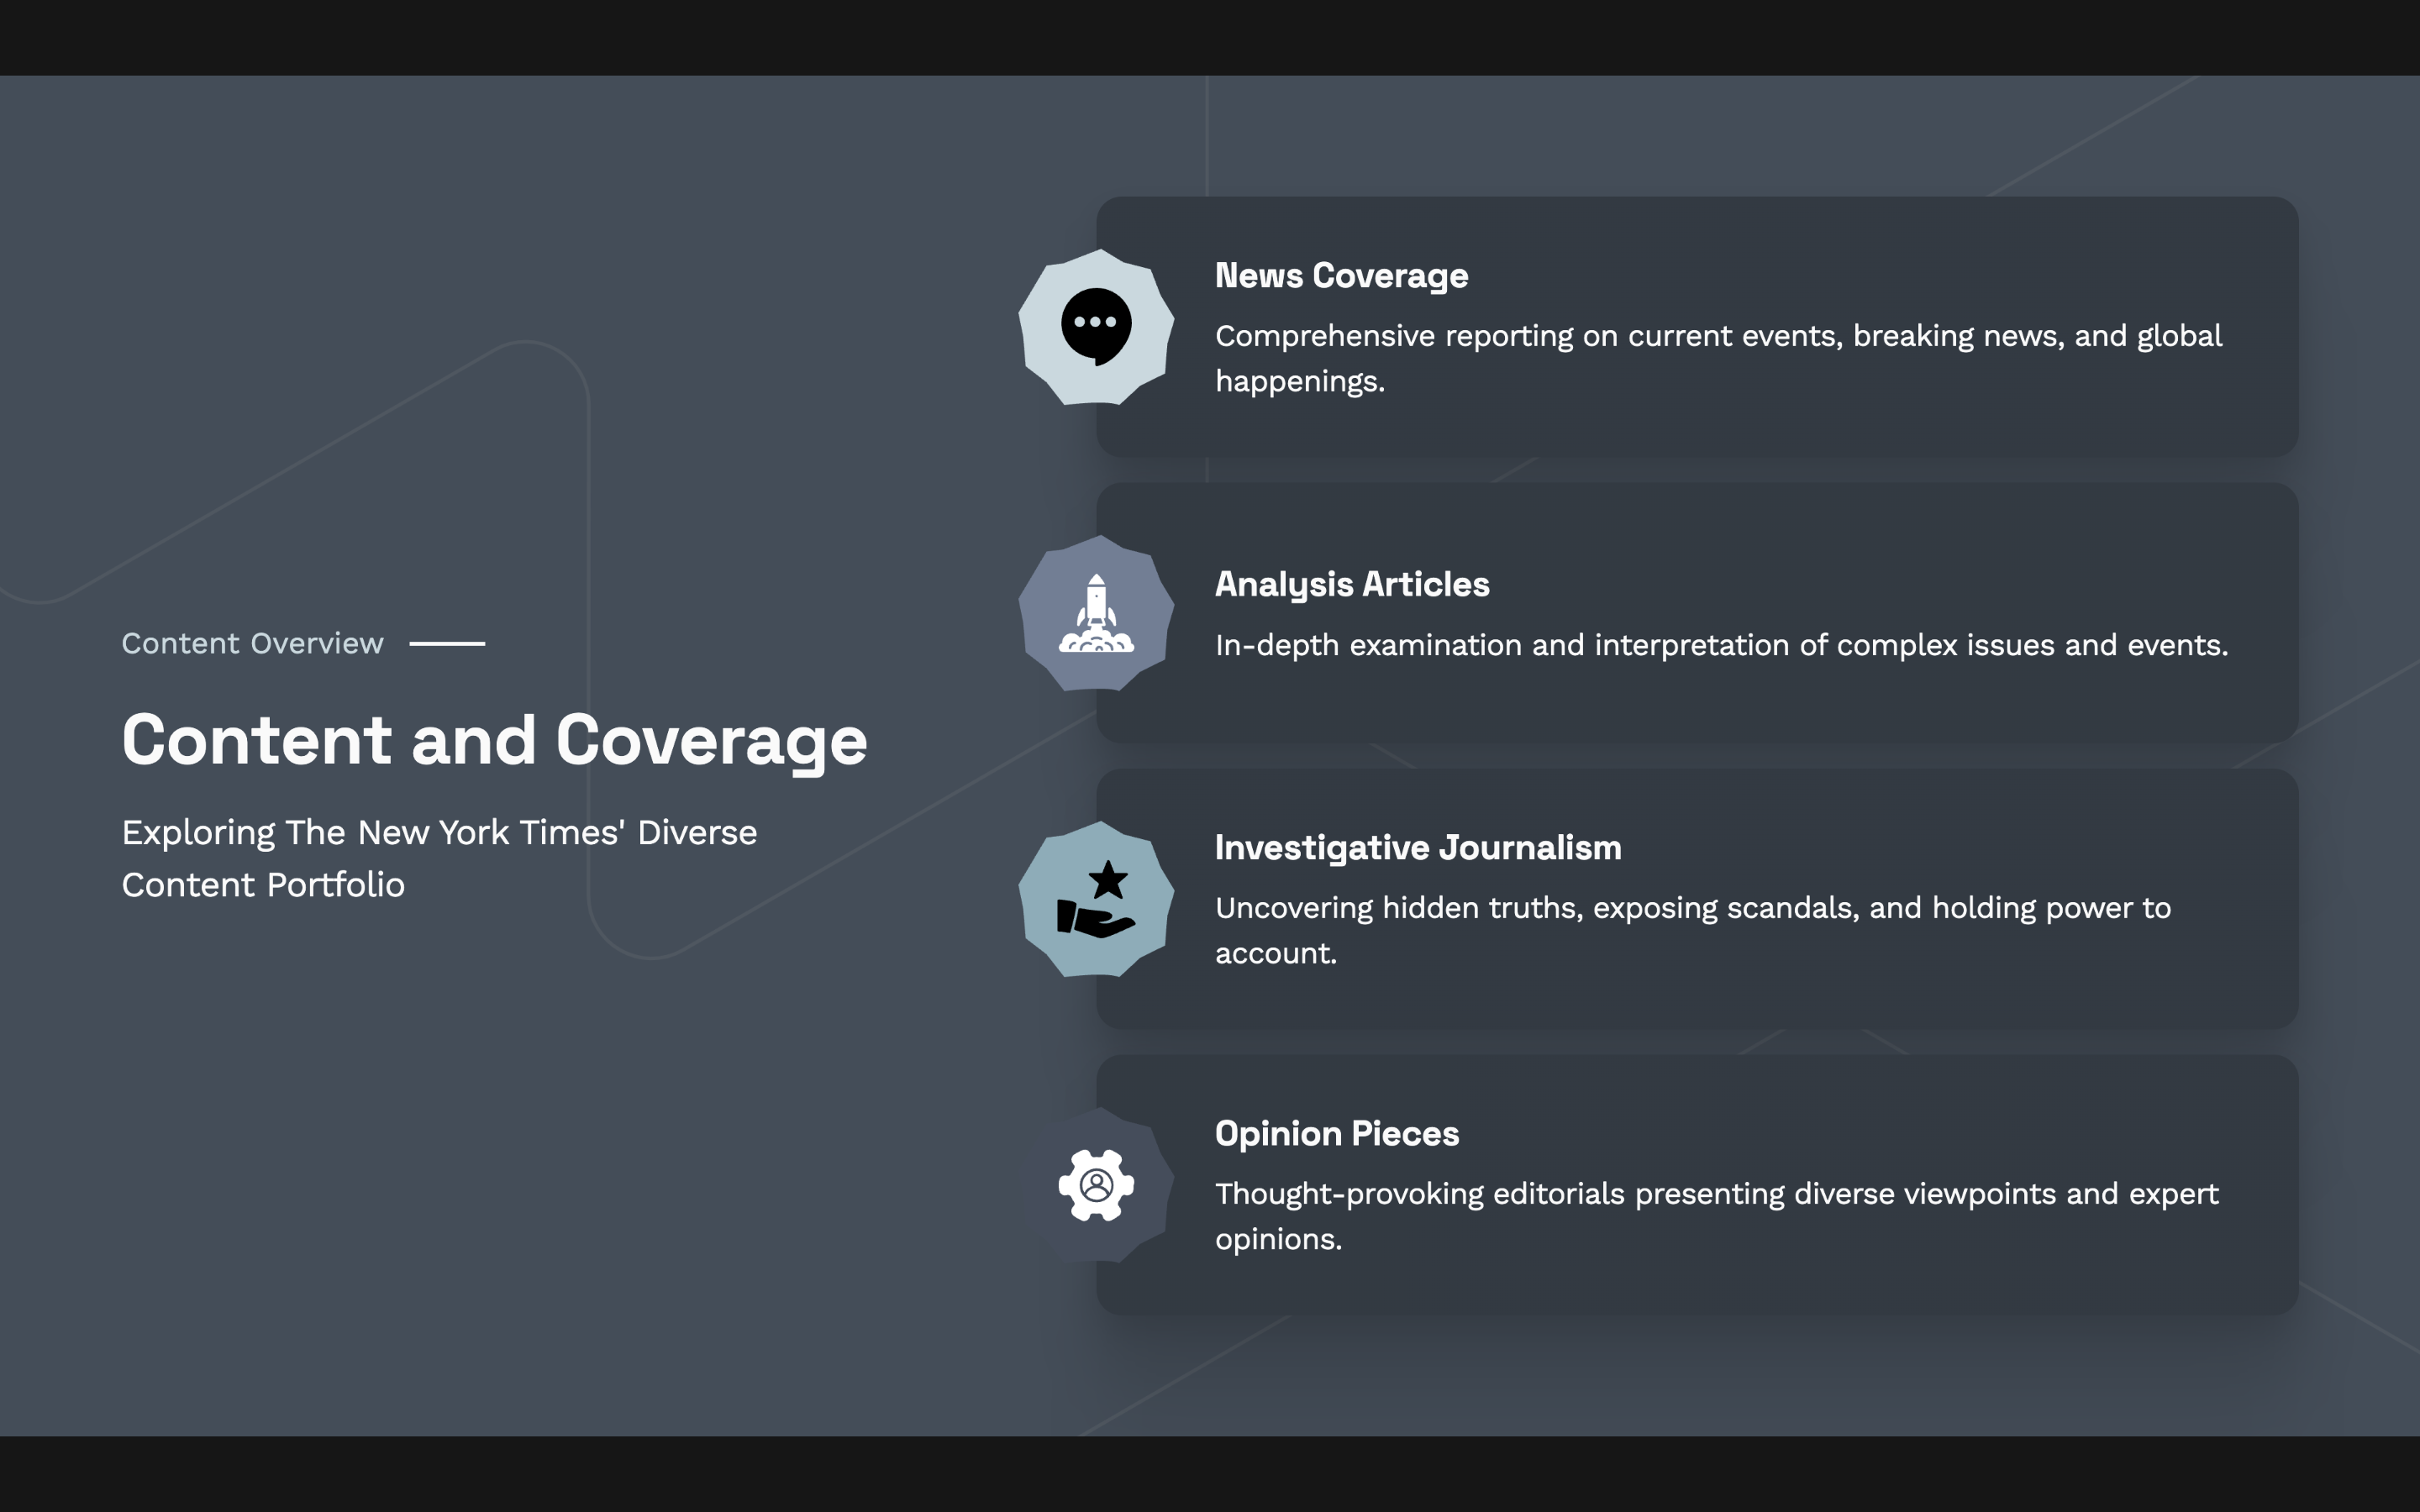 Content Overview
Content and Coverage
Exploring The New York Times' Diverse
Content Portfolio
News Coverage
Comprehensive reporting on current events, breaking news, and global
happenings.
Analysis Articles
In-depth examination and interpretation of complex issues and events.
Investigative Journalism
Uncovering hidden truths, exposing scandals, and holding power to
account.
Opinion Pieces
Thought-provoking editorials presenting diverse viewpoints and expert
opinions.